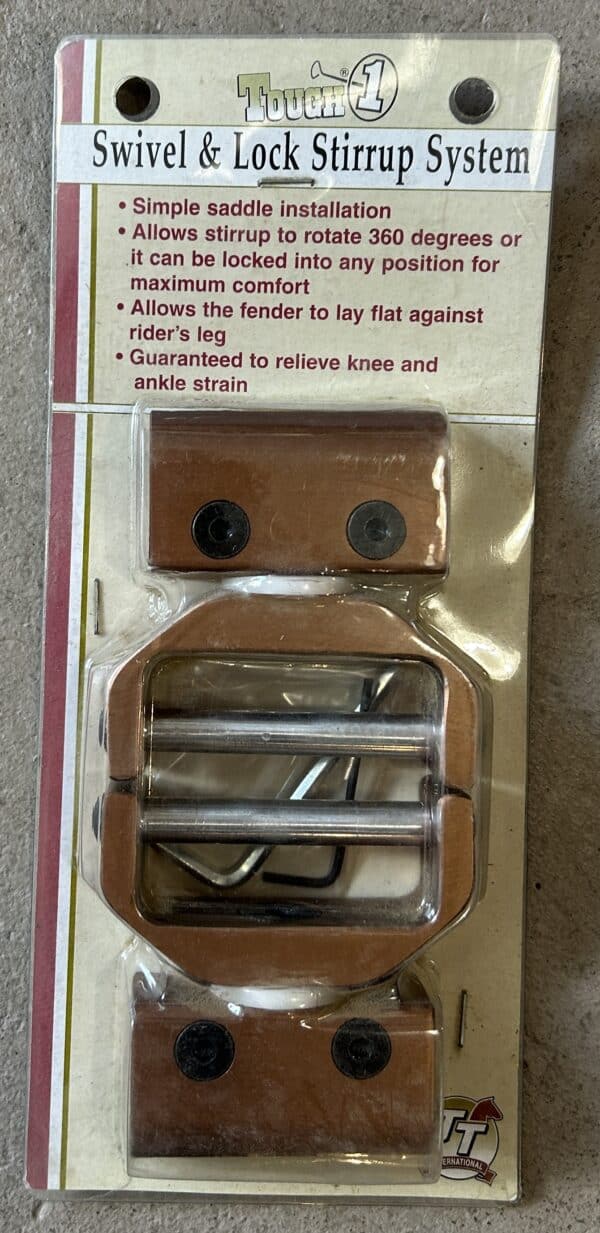 TOUGH 1®
Swivel & Lock Stirrup System
• Simple saddle installation
• Allows stirrup to rotate 360 degrees or
it can be locked into any position for
maximum comfort
• Allows the fender to lay flat against
rider's leg
• Guaranteed to relieve knee and
ankle strain
JT